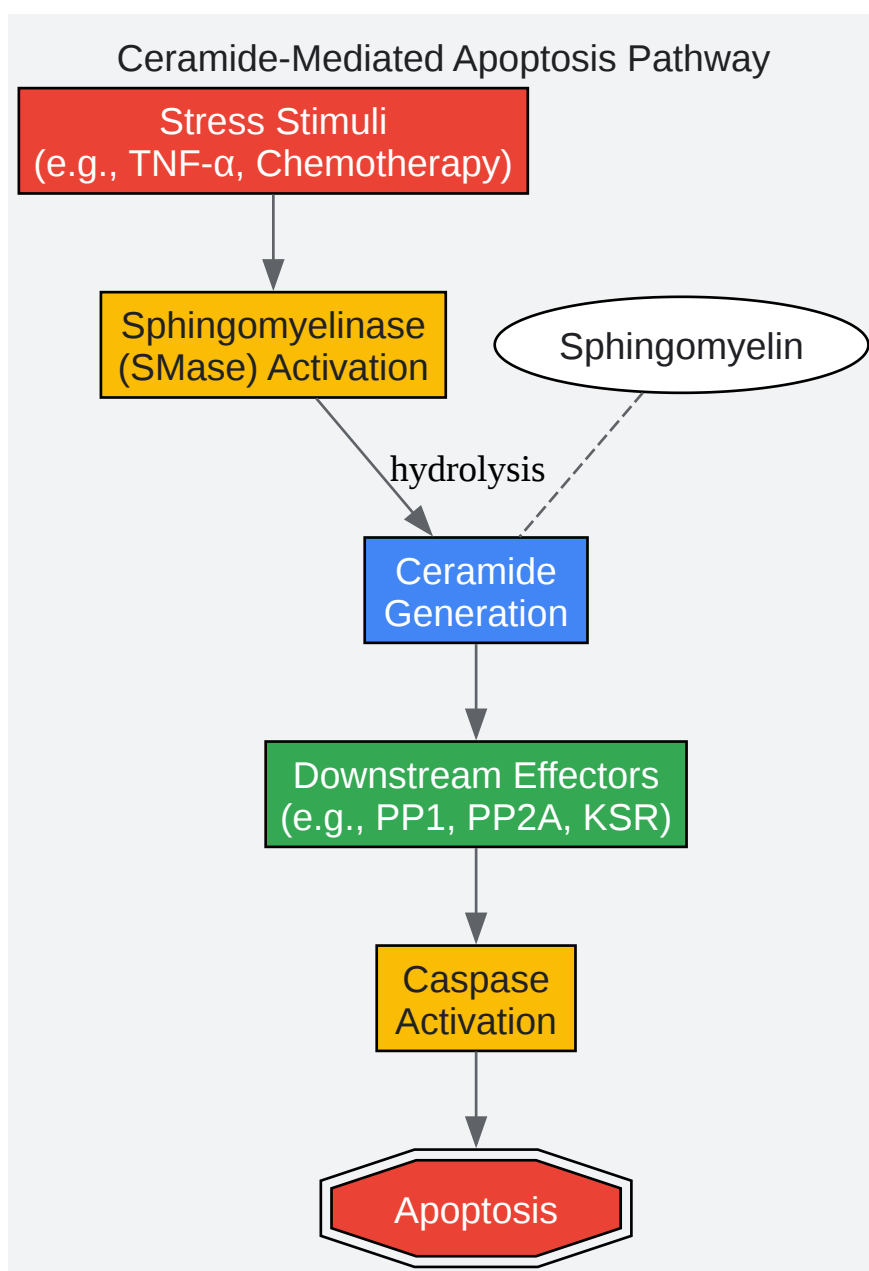 Ceramide-Mediated Apoptosis Pathway
Stress Stimuli
(e.g., TNF-α, Chemotherapy)
Sphingomyelinase
(SMase) Activation
Sphingomyelin
hydrolysis
Ceramide
Generation
Downstream Effectors
(e.g., PP1, PP2A, KSR)
Caspase
Activation
Apoptosis